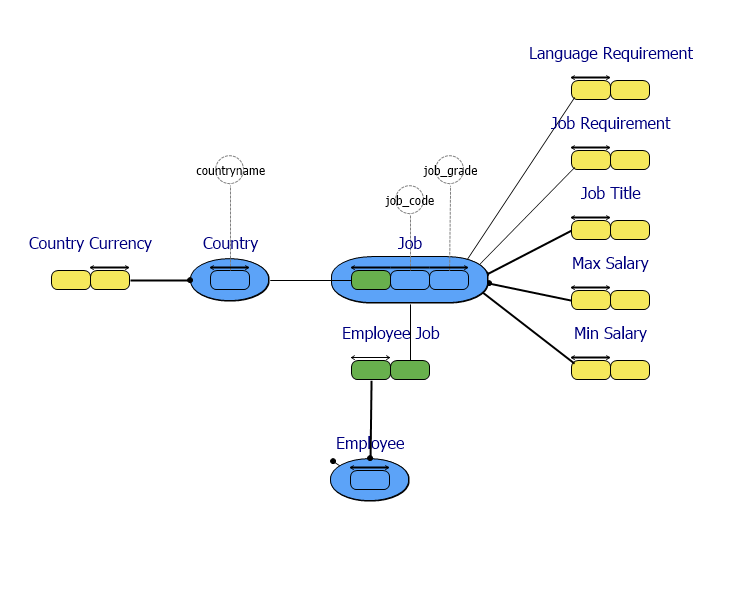 Language Requirement
Job Requirement
countryname
job_grade
job_code
Job Title
Country Currency
Country
Job
Max Salary
Employee Job
Min Salary
Employee